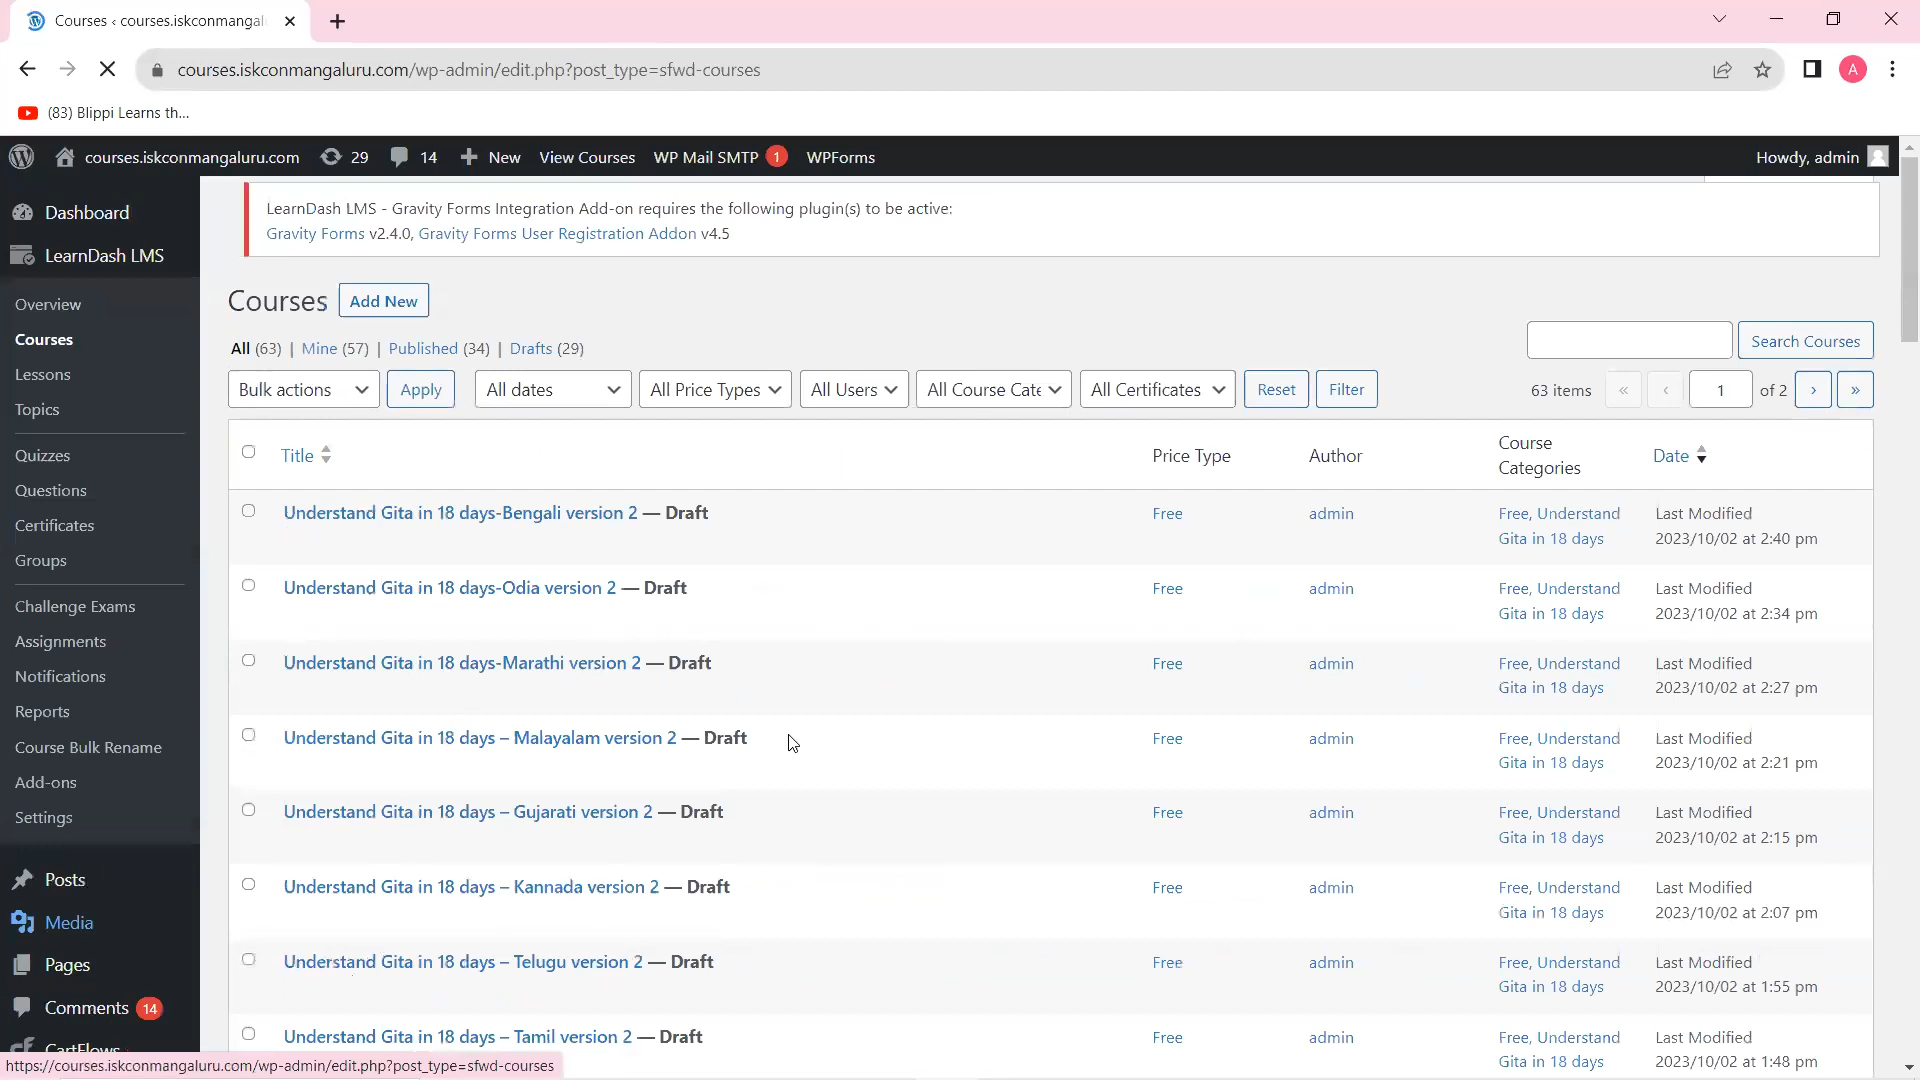 Courses ‹ courses.iskconmangal
courses.iskconmangaluru.com/wp-admin/edit.php?post_type=sfwd-courses
A
(83) Blippi Learns th...
courses.iskconmangaluru.com 29 14 New View Courses WP Mail SMTP 1 WPForms Howdy, admin
Dashboard
LearnDash LMS
Overview
Courses
Lessons
Topics
Quizzes
Questions
Certificates
Groups
Challenge Exams
Assignments
Notifications
Reports
Course Bulk Rename
Add-ons
Settings
Posts
Media
Pages
Comments 14
CartFlows
LearnDash LMS - Gravity Forms Integration Add-on requires the following plugin(s) to be active:
Gravity Forms v2.4.0, Gravity Forms User Registration Addon v4.5
Courses Add New
All (63) | Mine (57) | Published (34) | Drafts (29)
Search Courses
Bulk actions Apply All dates All Price Types All Users All Course Cate All Certificates Reset Filter 63 items « ‹ 1 of 2 › »
Title Price Type Author Course Categories Date
Understand Gita in 18 days-Bengali version 2 — Draft Free admin Free, Understand Last Modified
Gita in 18 days 2023/10/02 at 2:40 pm
Understand Gita in 18 days-Odia version 2 — Draft Free admin Free, Understand Last Modified
Gita in 18 days 2023/10/02 at 2:34 pm
Understand Gita in 18 days-Marathi version 2 — Draft Free admin Free, Understand Last Modified
Gita in 18 days 2023/10/02 at 2:27 pm
Understand Gita in 18 days – Malayalam version 2 — Draft Free admin Free, Understand Last Modified
Gita in 18 days 2023/10/02 at 2:21 pm
Understand Gita in 18 days – Gujarati version 2 — Draft Free admin Free, Understand Last Modified
Gita in 18 days 2023/10/02 at 2:15 pm
Understand Gita in 18 days – Kannada version 2 — Draft Free admin Free, Understand Last Modified
Gita in 18 days 2023/10/02 at 2:07 pm
Understand Gita in 18 days – Telugu version 2 — Draft Free admin Free, Understand Last Modified
Gita in 18 days 2023/10/02 at 1:55 pm
Understand Gita in 18 days – Tamil version 2 — Draft Free admin Free, Understand Last Modified
Gita in 18 days 2023/10/02 at 1:48 pm
https://courses.iskconmangaluru.com/wp-admin/edit.php?post_type=sfwd-courses